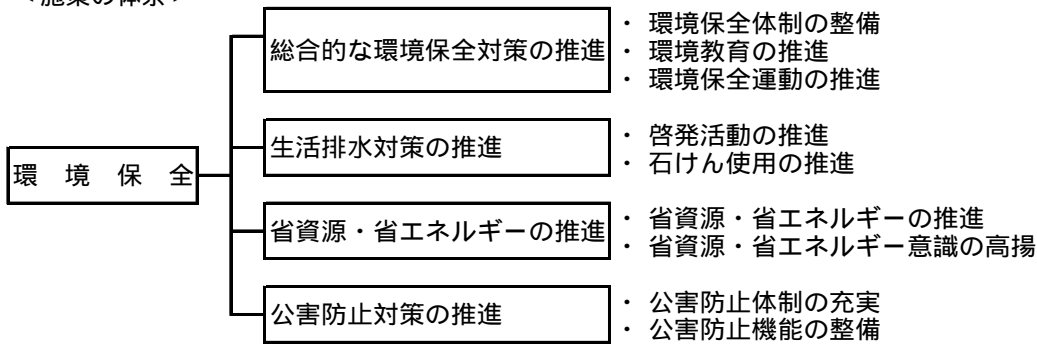 ＜施策の体系＞
総合的な環境保全対策の推進
・ 環境保全体制の整備
・ 環境教育の推進
・ 環境保全運動の推進
生活排水対策の推進
・ 啓発活動の推進
・ 石けん使用の推進
環　境　保　全
省資源・省エネルギーの推進
・ 省資源・省エネルギーの推進
・ 省資源・省エネルギー意識の高揚
公害防止対策の推進
・ 公害防止体制の充実
・ 公害防止機能の整備